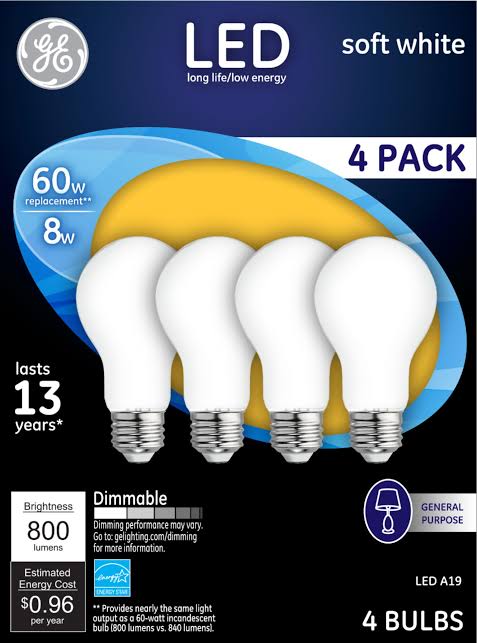 GE
LED
long life/low energy
soft white
4 PACK
60w
replacement**
8w
lasts
13
years*
Brightness
800
lumens
Estimated
Energy Cost
$0.96
per year
Dimmable
Dimming performance may vary.
Go to: gelighting.com/dimming
for more information.
energy
ENERGY STAR
** Provides nearly the same light
output as a 60-watt incandescent
bulb (800 lumens vs. 840 lumens).
GENERAL
PURPOSE
LED A19
4 BULBS